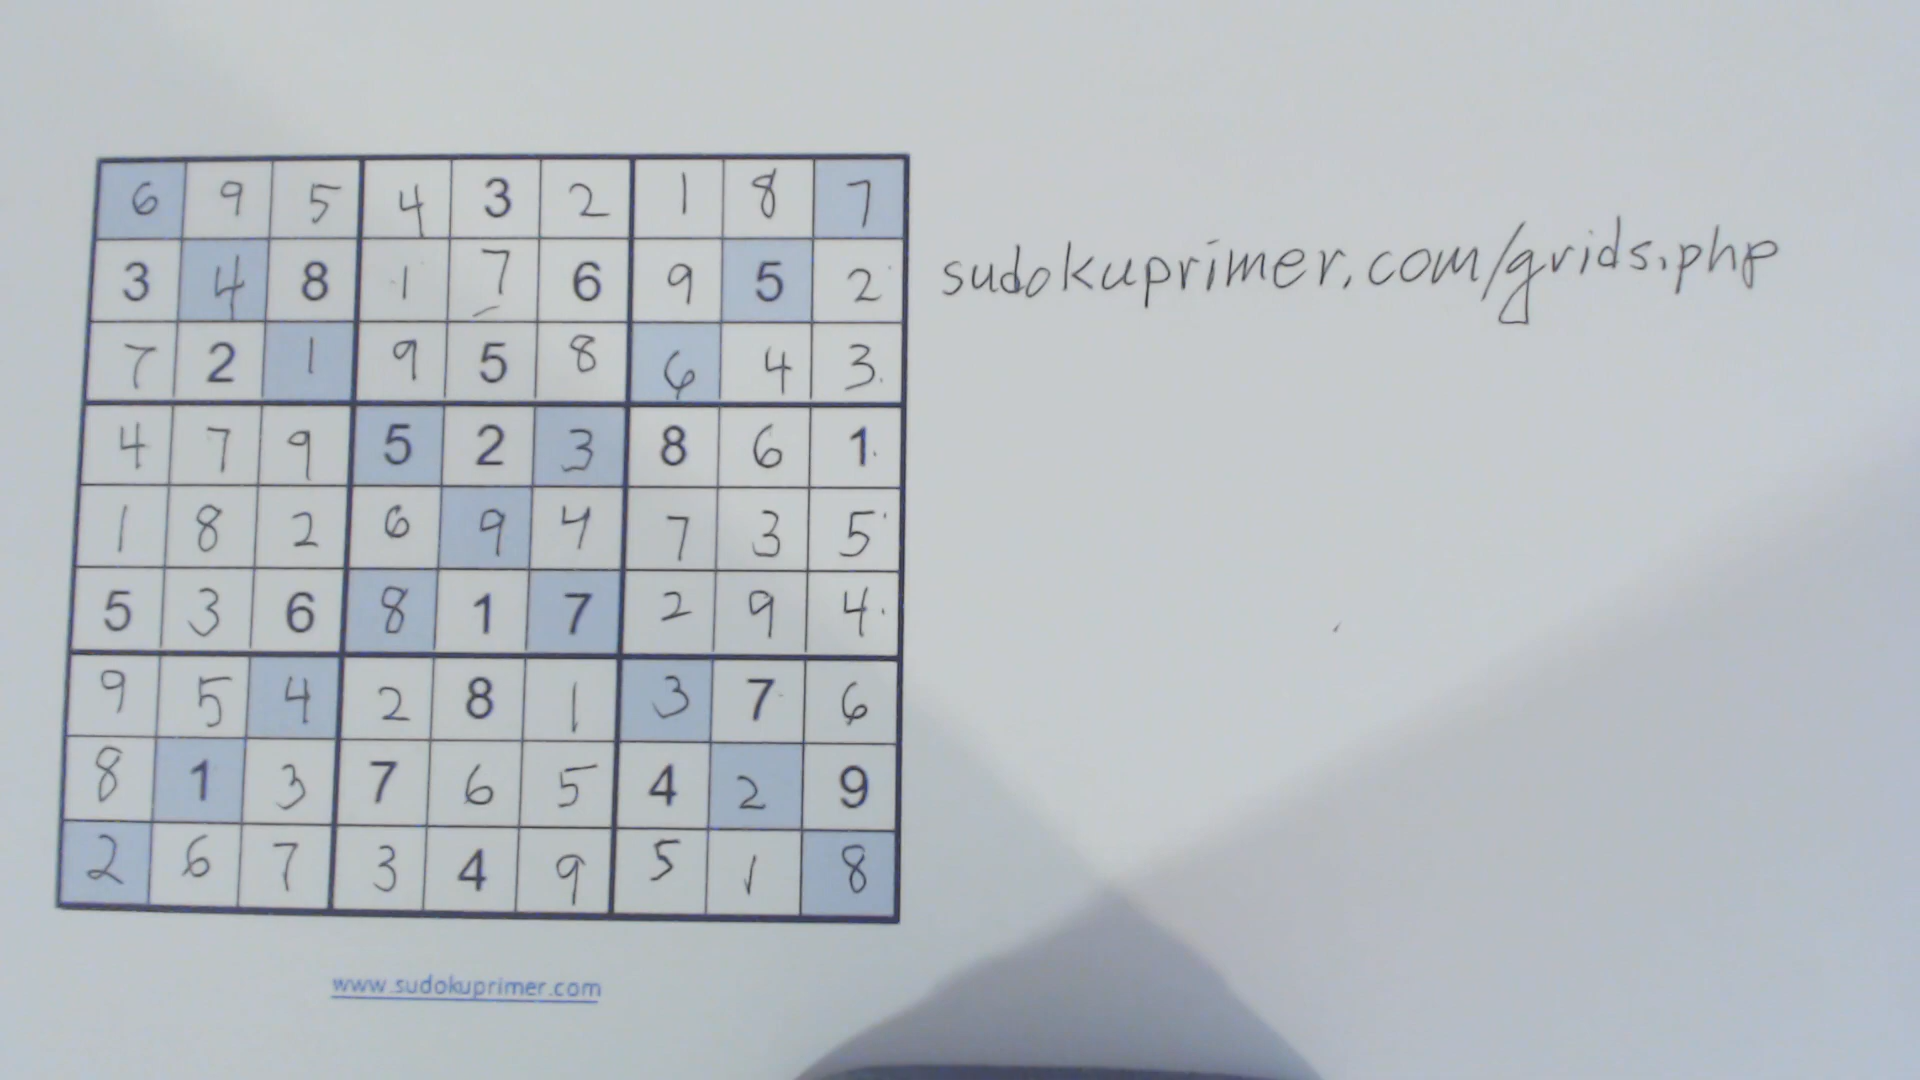 6 9 5 4 3 2 1 8 7
3 4 8 1 7 6 9 5 2
7 2 1 9 5 8 6 4 3
4 7 9 5 2 3 8 6 1
1 8 2 6 9 4 7 3 5
5 3 6 8 1 7 2 9 4
9 5 4 2 8 1 3 7 6
8 1 3 7 6 5 4 2 9
2 6 7 3 4 9 5 1 8
www.sudokuprimer.com
sudokuprimer.com/grids.php